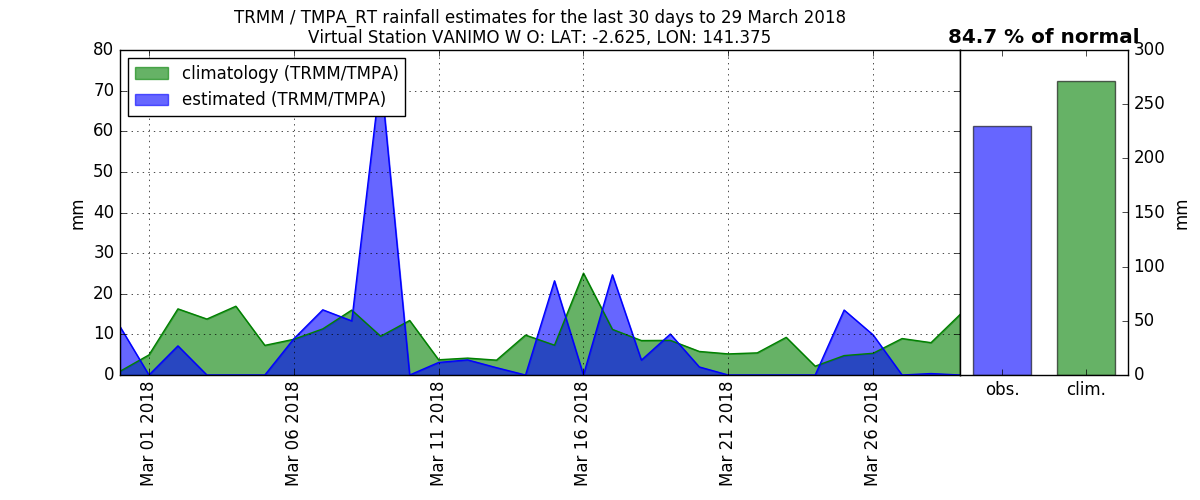 TRMM / TMPA_RT rainfall estimates for the last 30 days to 29 March 2018
Virtual Station VANIMO W O: LAT: -2.625, LON: 141.375
84.7 % of normal
climatology (TRMM/TMPA)
estimated (TRMM/TMPA)
80
70
60
50
40
30
20
10
0
mm
300
250
200
150
100
50
0
mm
Mar 01 2018
Mar 06 2018
Mar 11 2018
Mar 16 2018
Mar 21 2018
Mar 26 2018
obs.
clim.